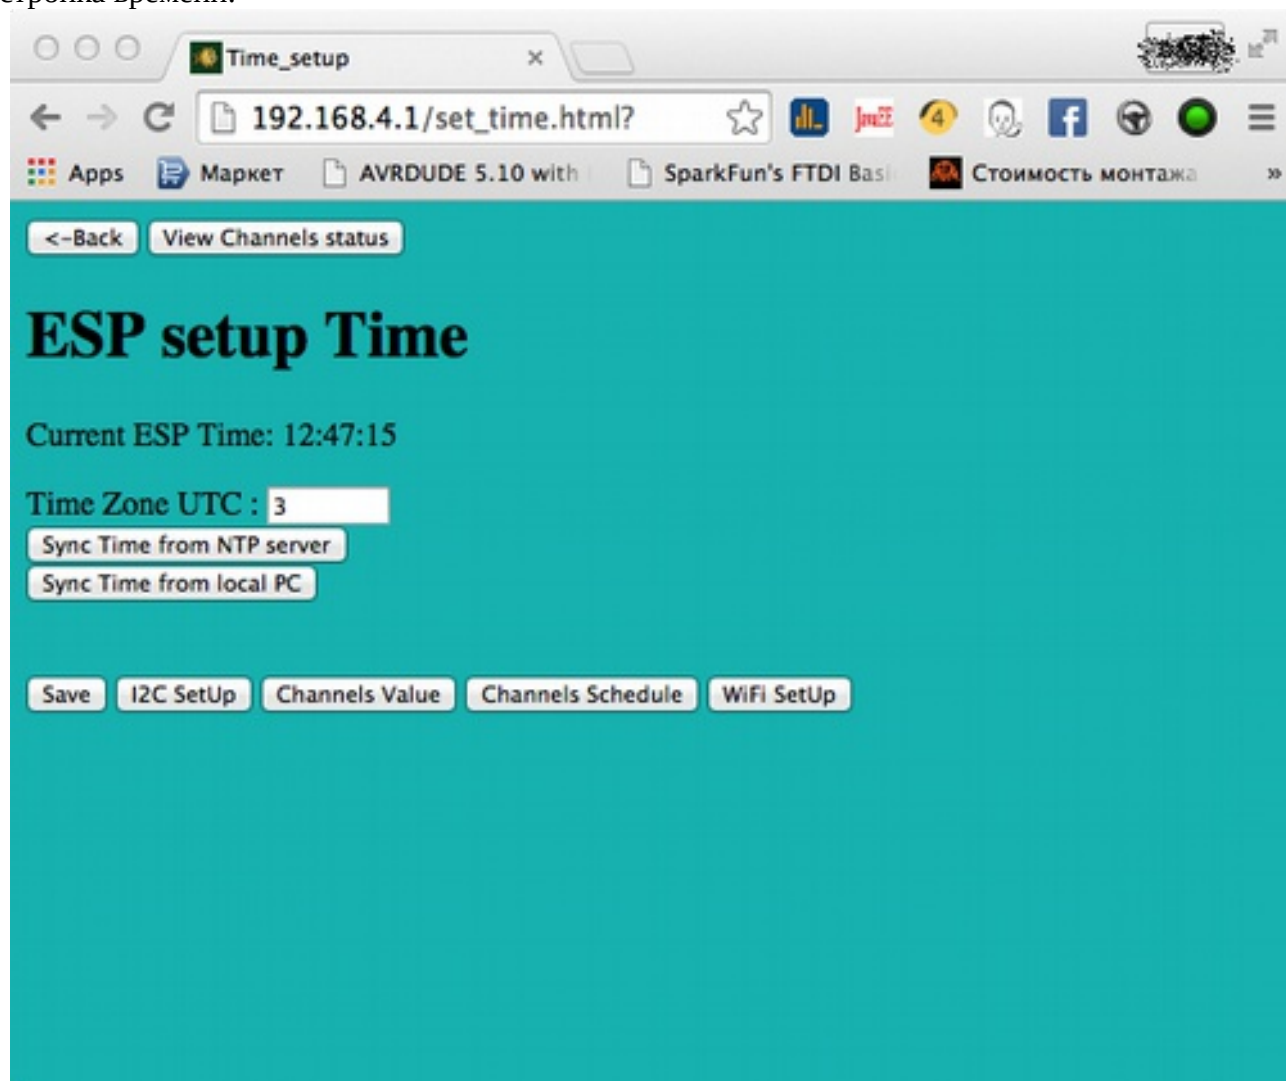 Time_setup
192.168.4.1/set_time.html?
Apps Маркет AVRDUDE 5.10 with SparkFun's FTDI Basi Стоимость монтажа »
<-Back View Channels status
ESP setup Time
Current ESP Time: 12:47:15
Time Zone UTC : 3
Sync Time from NTP server
Sync Time from local PC
Save I2C SetUp Channels Value Channels Schedule WiFi SetUp